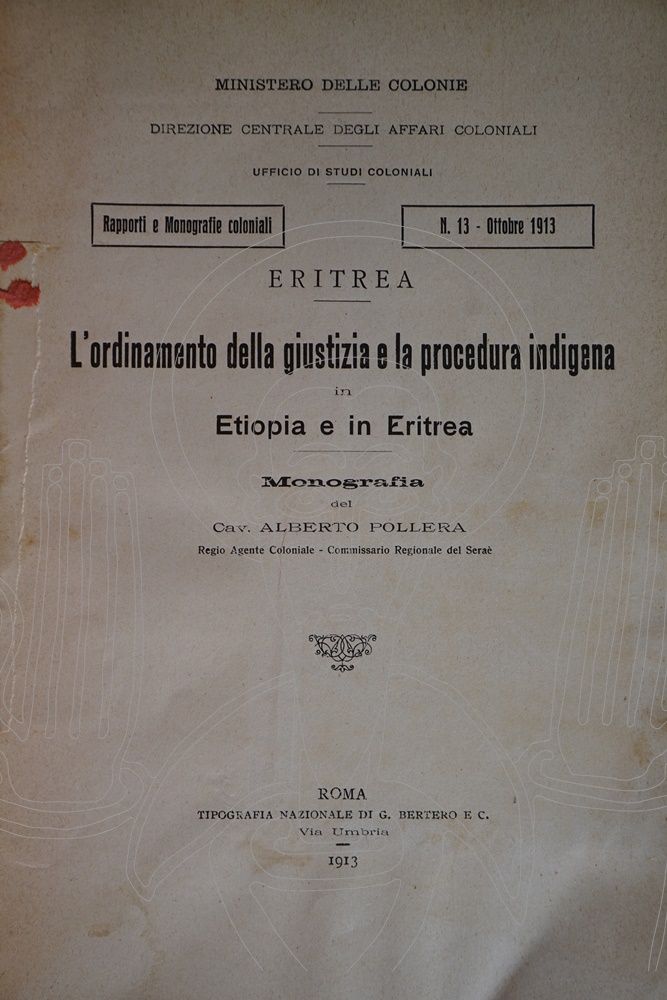 MINISTERO DELLE COLONIE
DIREZIONE CENTRALE DEGLI AFFARI COLONIALI
UFFICIO DI STUDI COLONIALI
Rapporti e Monografie coloniali
N. 13 - Ottobre 1913
ERITREA
L'ordinamento della giustizia e la procedura indigena
in
Etiopia e in Eritrea
Monografia
del
Cav. ALBERTO POLLERA
Regio Agente Coloniale - Commissario Regionale del Seraè
ROMA
TIPOGRAFIA NAZIONALE DI G. BERTERO E C.
Via Umbria
1913